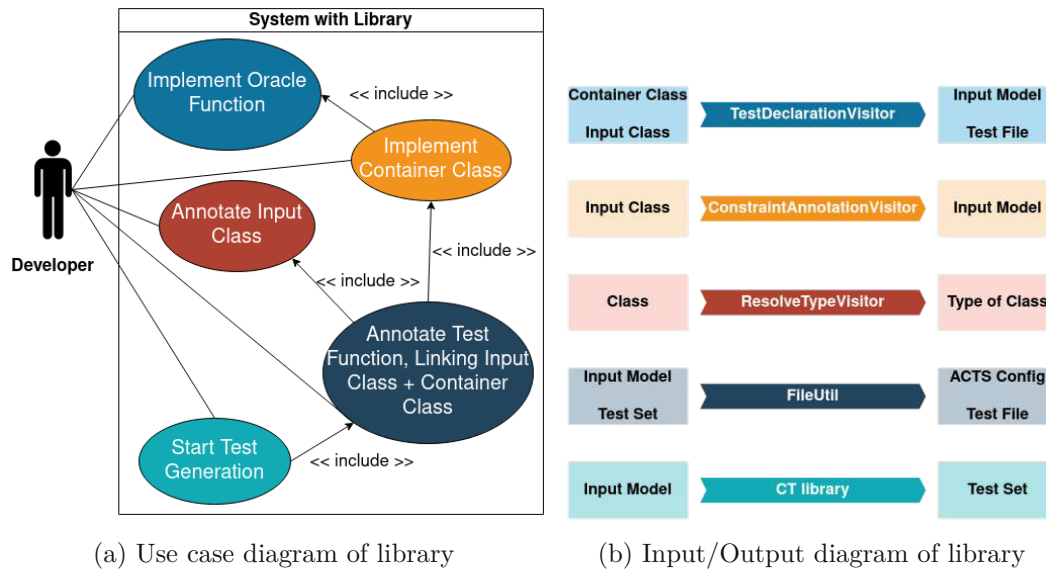 System with Library
Implement Oracle
Function
<< include >>
Implement
Container Class
Annotate Input
Class
<< include >>
<< include >>
Developer
Annotate Test
Function, Linking Input
Class + Container
Class
Start Test
Generation
<< include >>
(a) Use case diagram of library
Container Class
Input Class
TestDeclarationVisitor
Input Model
Test File
Input Class
ConstraintAnnotationVisitor
Input Model
Class
ResolveTypeVisitor
Type of Class
Input Model
Test Set
FileUtil
ACTS Config
Test File
Input Model
CT library
Test Set
(b) Input/Output diagram of library